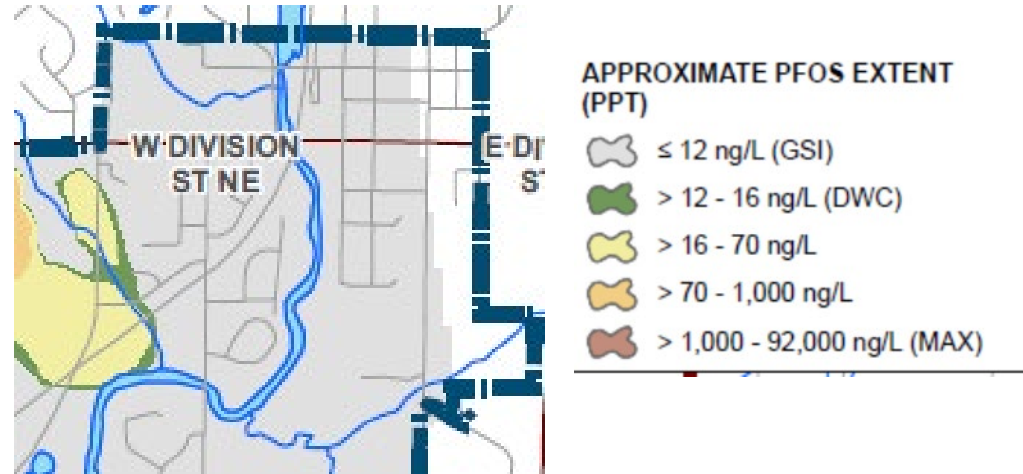 W DIVISION
ST NE
E DI
ST
APPROXIMATE PFOS EXTENT
(PPT)
≤ 12 ng/L (GSI)
> 12 - 16 ng/L (DWC)
> 16 - 70 ng/L
> 70 - 1,000 ng/L
> 1,000 - 92,000 ng/L (MAX)